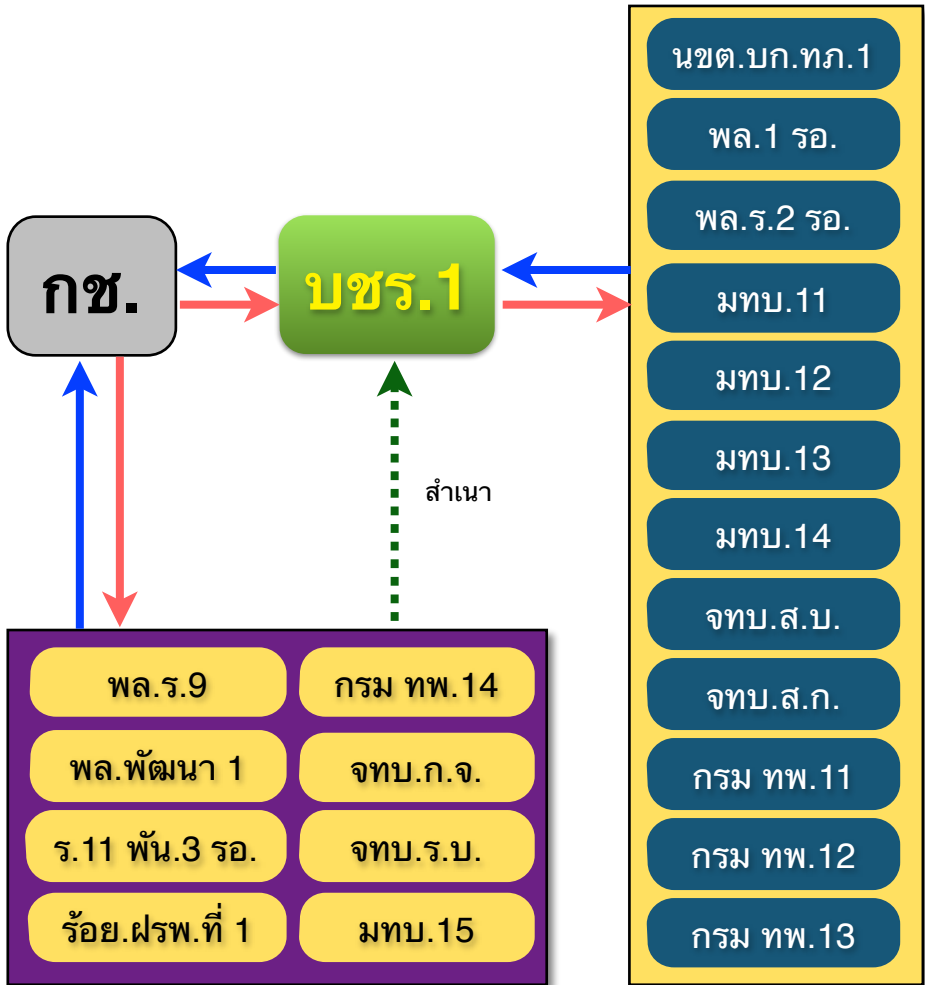 กช.
บชร.1
สำเนา
นขต.บก.ทภ.1
พล.1 รอ.
พล.ร.2 รอ.
มทบ.11
มทบ.12
มทบ.13
มทบ.14
จทบ.ส.บ.
จทบ.ส.ก.
กรม ทพ.11
กรม ทพ.12
กรม ทพ.13
พล.ร.9
กรม ทพ.14
พล.พัฒนา 1
จทบ.ก.จ.
ร.11 พัน.3 รอ.
จทบ.ร.บ.
ร้อย.ฝรพ.ที่ 1
มทบ.15